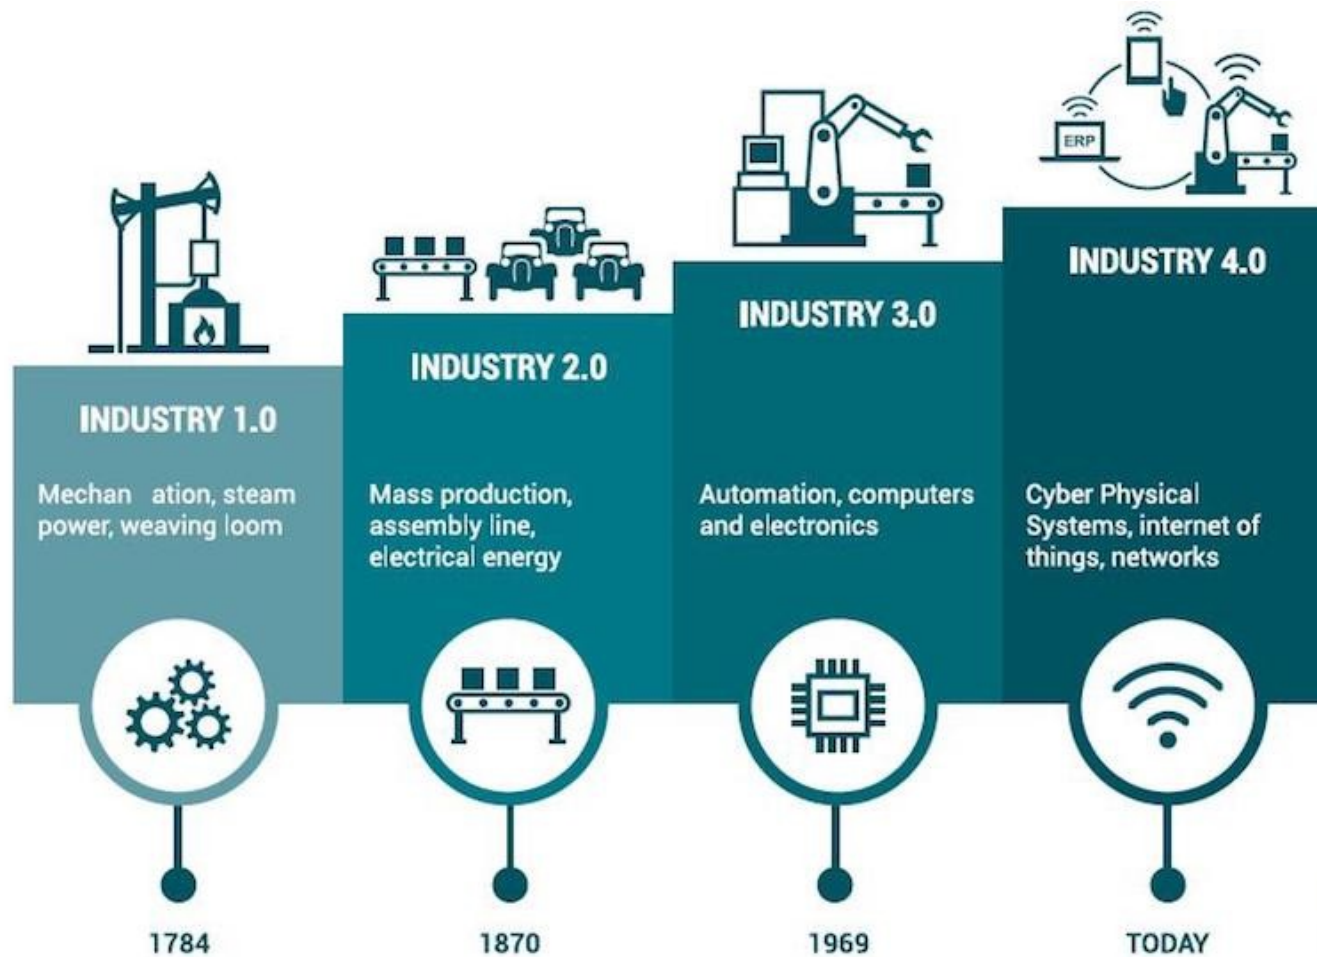 ERP
INDUSTRY 4.0
INDUSTRY 3.0
INDUSTRY 2.0
INDUSTRY 1.0
Mechan ation, steam
power, weaving loom
Mass production,
assembly line,
electrical energy
Automation, computers
and electronics
Cyber Physical
Systems, internet of
things, networks
1784
1870
1969
TODAY